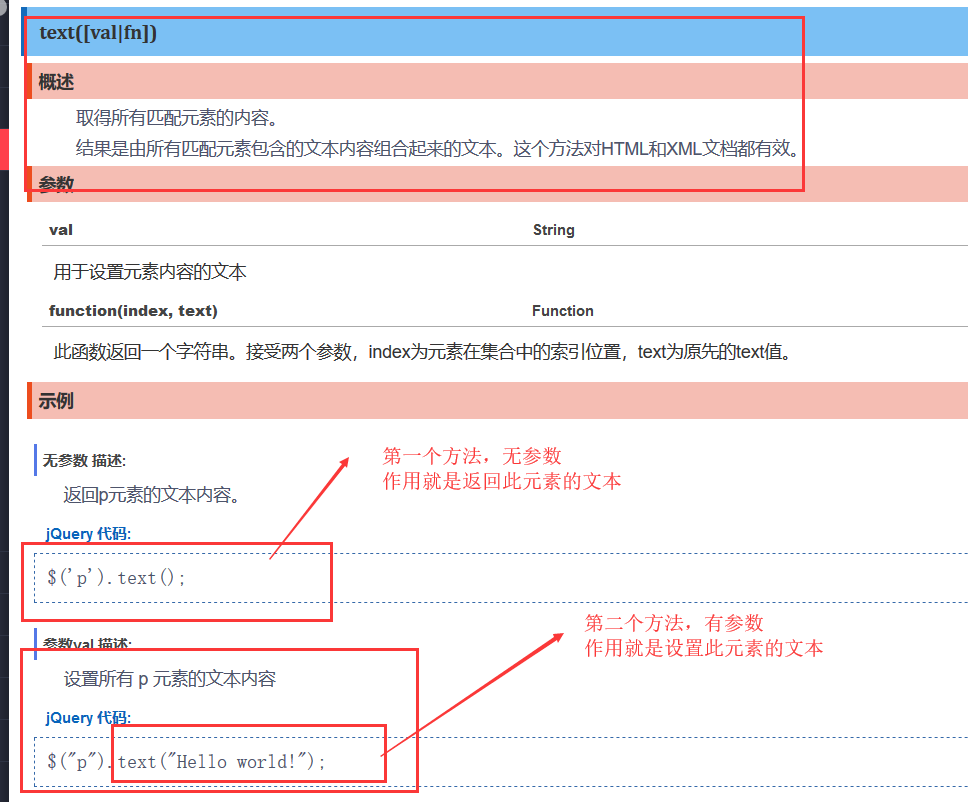 text([val|fn])
概述
取得所有匹配元素的内容。
结果是由所有匹配元素包含的文本内容组合起来的文本。这个方法对HTML和XML文档都有效。
参数
val String
用于设置元素内容的文本
function(index, text) Function
此函数返回一个字符串。接受两个参数，index为元素在集合中的索引位置，text为原先的text值。
示例
无参数 描述:
返回p元素的文本内容。
jQuery 代码:
$('p').text();
第一个方法，无参数
作用就是返回此元素的文本
参数val 描述:
设置所有 p 元素的文本内容
jQuery 代码:
$("p").text("Hello world!");
第二个方法，有参数
作用就是设置此元素的文本